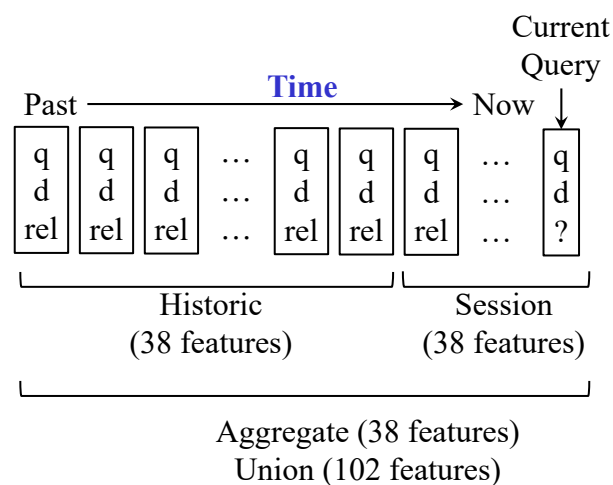 Current
Query
Time
Past Now
q q q … q q q … q
d d d … d d d … d
rel rel rel … rel rel rel … ?
Historic Session
(38 features) (38 features)
Aggregate (38 features)
Union (102 features)